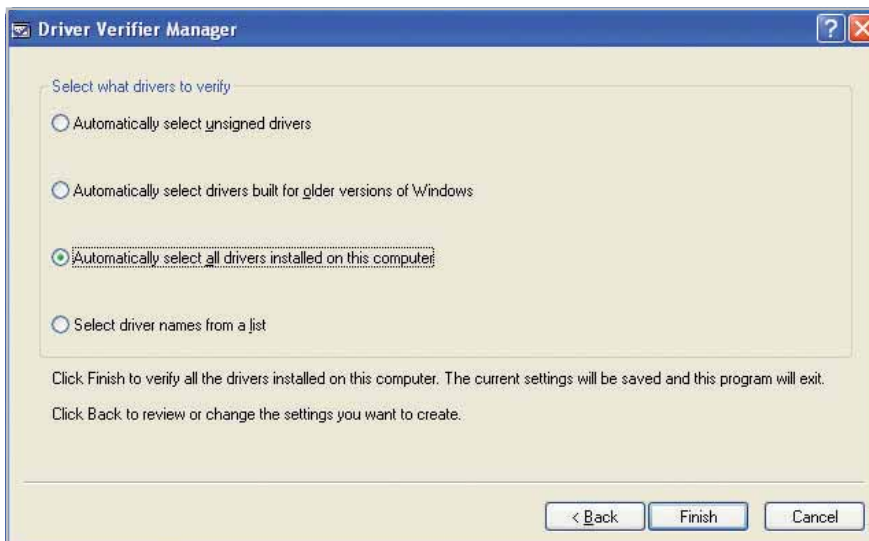 Driver Verifier Manager
Select what drivers to verify
Automatically select unsigned drivers
Automatically select drivers built for older versions of Windows
Automatically select all drivers installed on this computer
Select driver names from a list
Click Finish to verify all the drivers installed on this computer. The current settings will be saved and this program will exit.
Click Back to review or change the settings you want to create.
< Back Finish Cancel